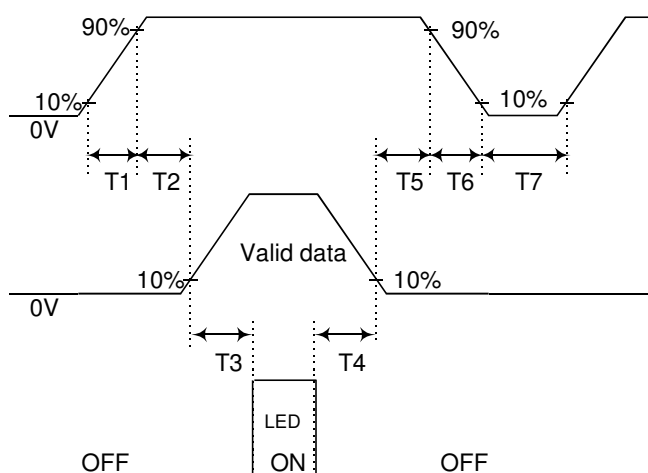 90%
90%
10%
10%
0V
T1
T2
T5
T6
T7
Valid data
10%
10%
0V
T3
T4
LED
OFF
ON
OFF